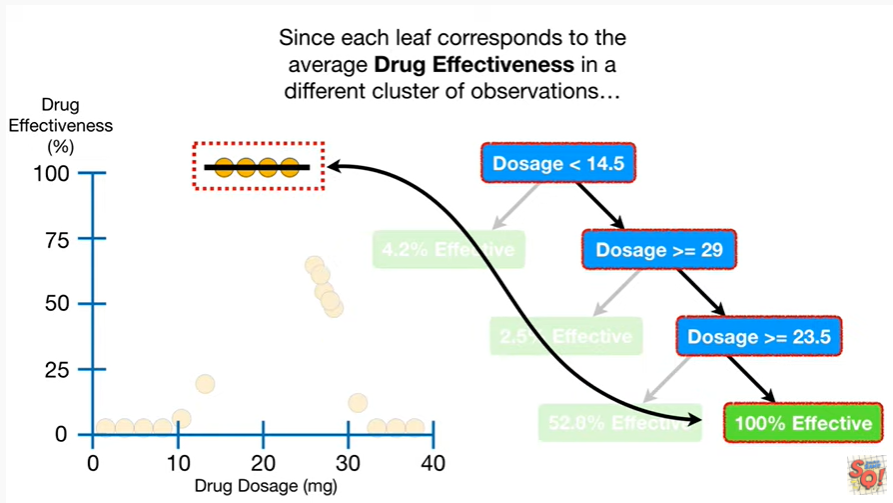 Since each leaf corresponds to the
average Drug Effectiveness in a
different cluster of observations…
Drug
Effectiveness
(%)
100
75
50
25
0
0
10
20
30
40
Drug Dosage (mg)
Dosage < 14.5
4.2% Effective
Dosage >= 29
2.5% Effective
Dosage >= 23.5
52.8% Effective
100% Effective
SQ!